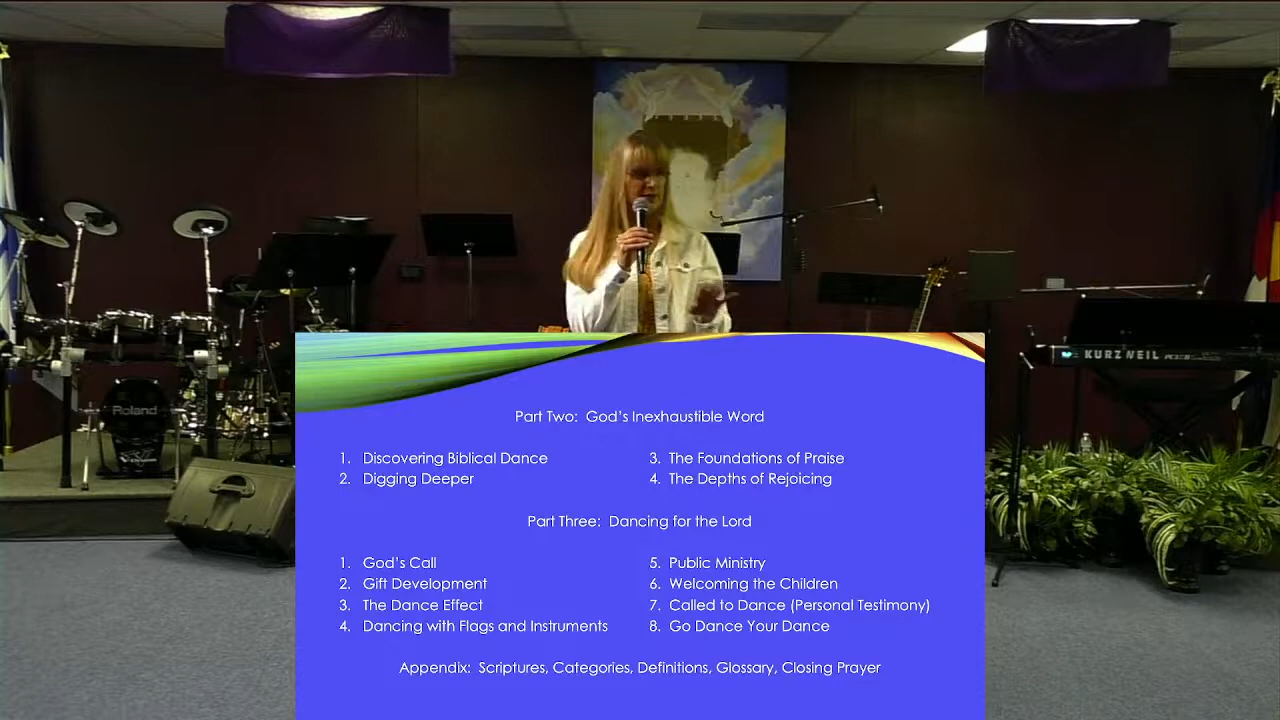 KURZWEIL
Roland
Part Two: God's Inexhaustible Word
1. Discovering Biblical Dance
2. Digging Deeper
3. The Foundations of Praise
4. The Depths of Rejoicing
Part Three: Dancing for the Lord
1. God's Call
2. Gift Development
3. The Dance Effect
4. Dancing with Flags and Instruments
5. Public Ministry
6. Welcoming the Children
7. Called to Dance (Personal Testimony)
8. Go Dance Your Dance
Appendix: Scriptures, Categories, Definitions, Glossary, Closing Prayer